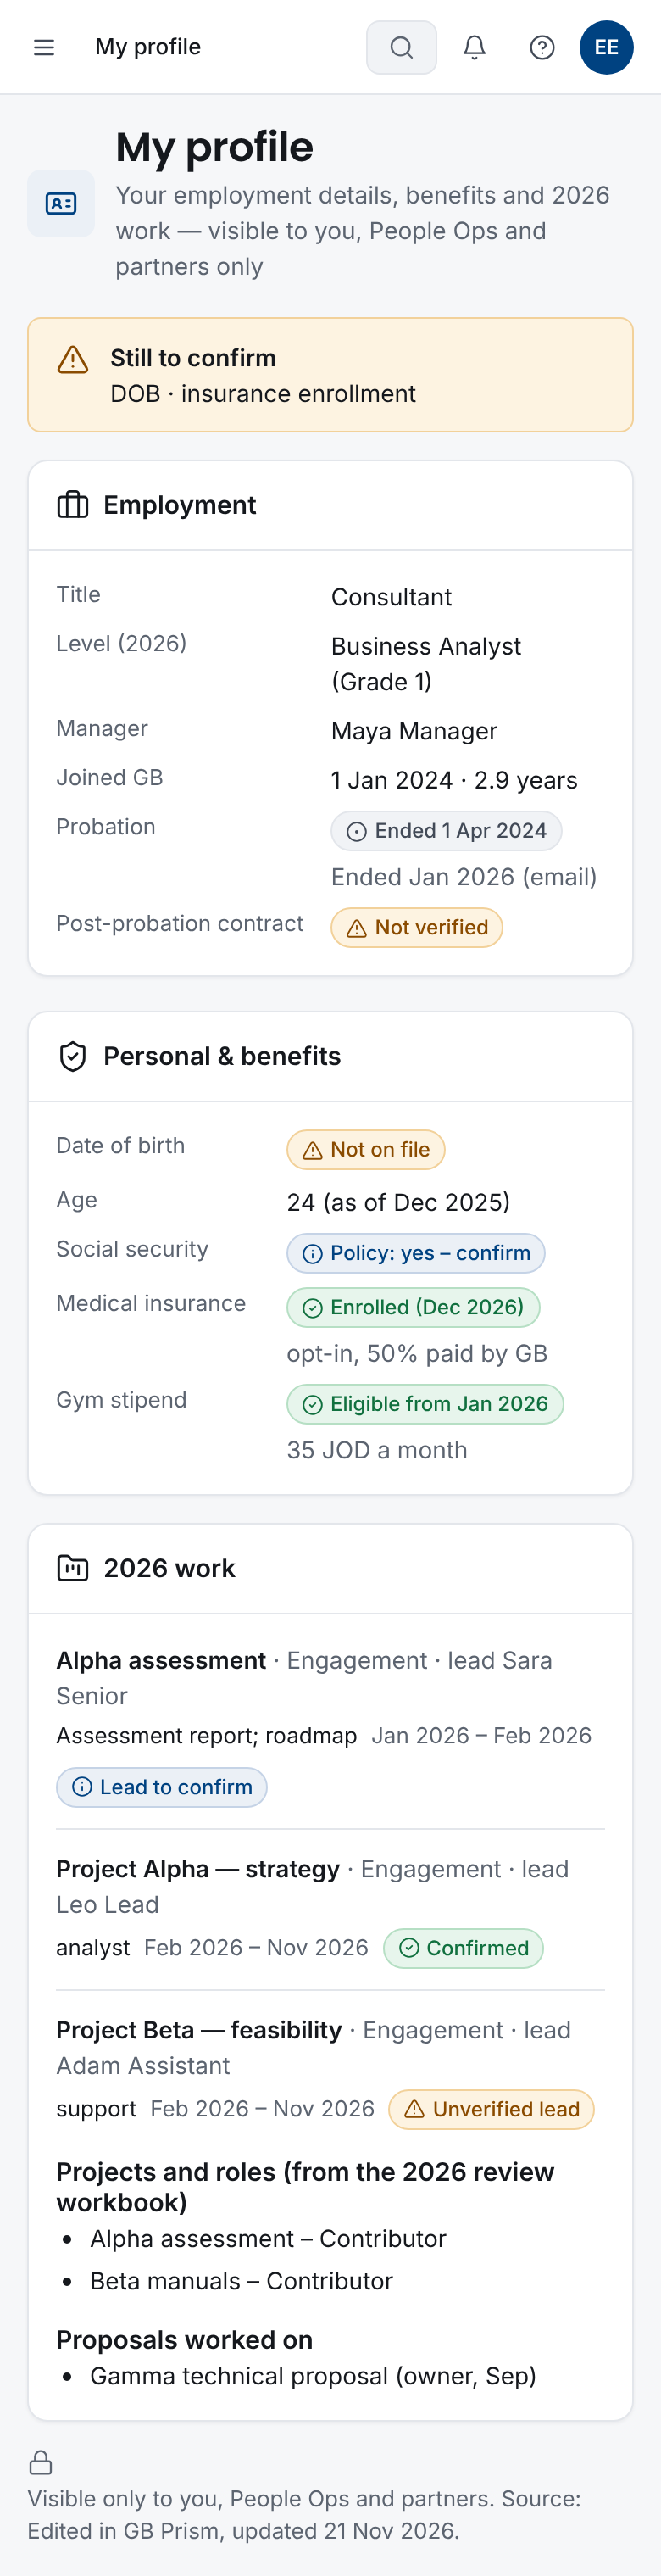 My profile
EE
My profile
Your employment details, benefits and 2026
work — visible to you, People Ops and
partners only
Still to confirm
DOB · insurance enrollment
Employment
Title
Consultant
Level (2026)
Business Analyst
(Grade 1)
Manager
Maya Manager
Joined GB
1 Jan 2024 · 2.9 years
Probation
Ended 1 Apr 2024
Ended Jan 2026 (email)
Post-probation contract
Not verified
Personal & benefits
Date of birth
Not on file
Age
24 (as of Dec 2025)
Social security
Policy: yes – confirm
Medical insurance
Enrolled (Dec 2026)
opt-in, 50% paid by GB
Gym stipend
Eligible from Jan 2026
35 JOD a month
2026 work
Alpha assessment · Engagement · lead Sara
Senior
Assessment report; roadmap Jan 2026 – Feb 2026
Lead to confirm
Project Alpha — strategy · Engagement · lead
Leo Lead
analyst Feb 2026 – Nov 2026 Confirmed
Project Beta — feasibility · Engagement · lead
Adam Assistant
support Feb 2026 – Nov 2026 Unverified lead
Projects and roles (from the 2026 review
workbook)
• Alpha assessment – Contributor
• Beta manuals – Contributor
Proposals worked on
• Gamma technical proposal (owner, Sep)
Visible only to you, People Ops and partners. Source:
Edited in GB Prism, updated 21 Nov 2026.